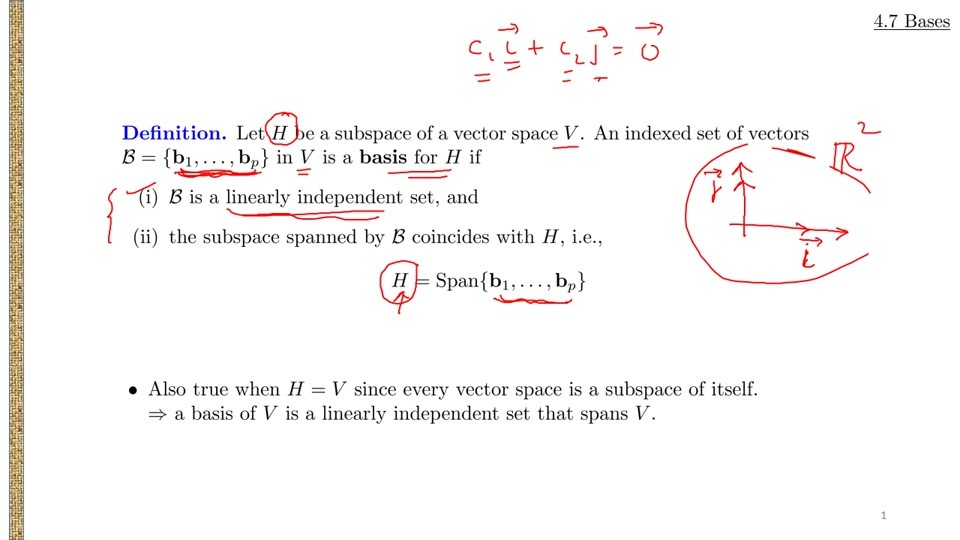 4.7 Bases
c₁ i⃗ + c₂ j⃗ = 0⃗
Definition. Let H be a subspace of a vector space V. An indexed set of vectors
ℬ = {b₁, . . . , bₚ} in V is a basis for H if
ℝ²
(i) ℬ is a linearly independent set, and
j⃗
(ii) the subspace spanned by ℬ coincides with H, i.e.,
i⃗
H = Span{b₁, . . . , bₚ}
• Also true when H = V since every vector space is a subspace of itself.
⇒ a basis of V is a linearly independent set that spans V.
1